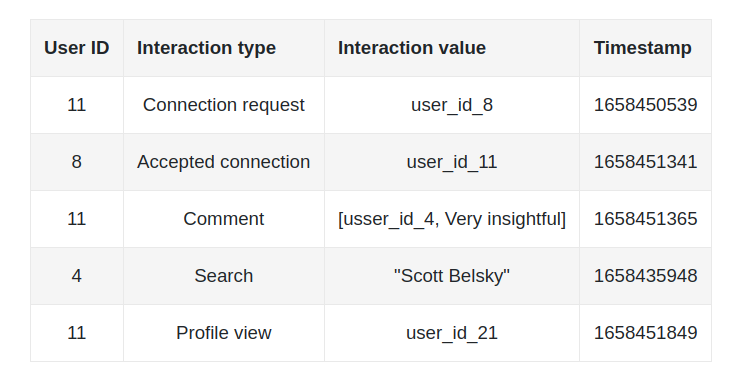 User ID Interaction type Interaction value Timestamp
11 Connection request user_id_8 1658450539
8 Accepted connection user_id_11 1658451341
11 Comment [usser_id_4, Very insightful] 1658451365
4 Search "Scott Belsky" 1658435948
11 Profile view user_id_21 1658451849